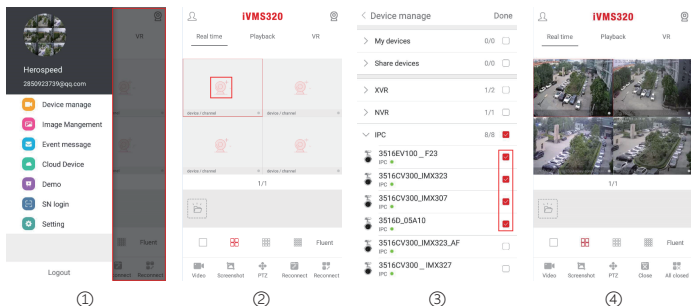 VR
Herospeed
2850923739@qq.com
Device manage
Image Mangement
Event message
Cloud Device
Demo
SN login
Setting
Fluent
Logout
Reconnect
①
iVMS320
Real time Playback VR
device / channel device / channel
device / channel device / channel
1/1
Fluent
Video Screenshot PTZ Reconnect Reconnect
②
Device manage Done
My devices 0/0
Share devices 0/0
XVR 1/2
NVR 1/1
IPC 8/8
3516EV100 _ F23
IPC
3516CV300_IMX323
IPC
3516CV300_IMX307
IPC
3516D_05A10
IPC
3516CV300_IMX323_AF
IPC
3516CV300 _ IMX327
IPC
③
iVMS320
Real time Playback VR
1/1
Fluent
Video Screenshot PTZ Close All closed
④